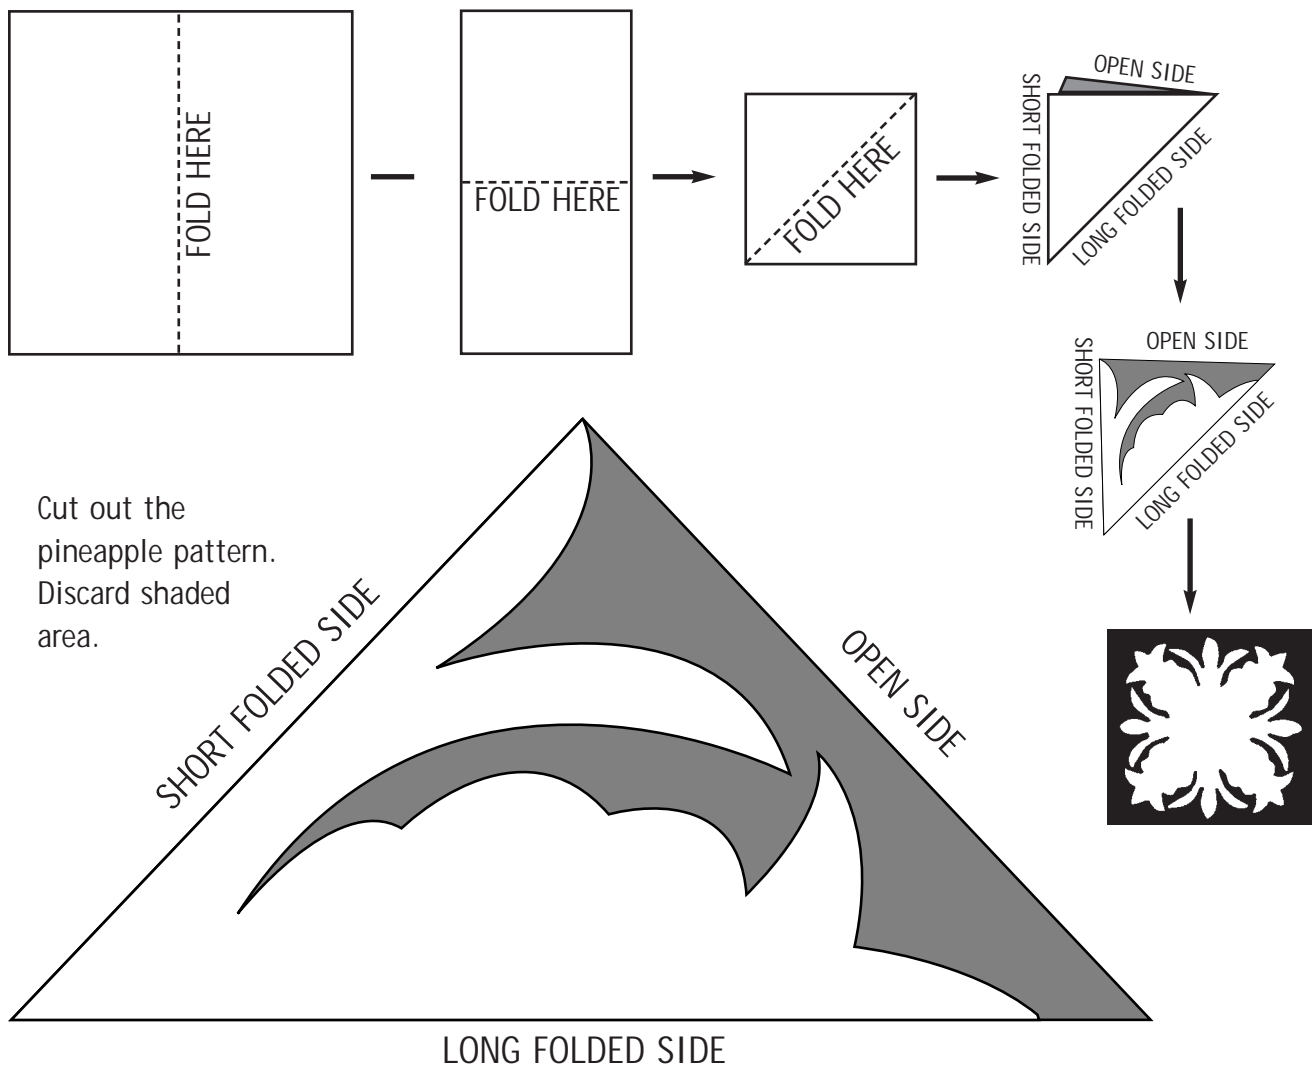 FOLD HERE
FOLD HERE
FOLD HERE
OPEN SIDE
SHORT FOLDED SIDE
LONG FOLDED SIDE
OPEN SIDE
SHORT FOLDED SIDE
LONG FOLDED SIDE
Cut out the
pineapple pattern.
Discard shaded
area.
SHORT FOLDED SIDE
OPEN SIDE
LONG FOLDED SIDE